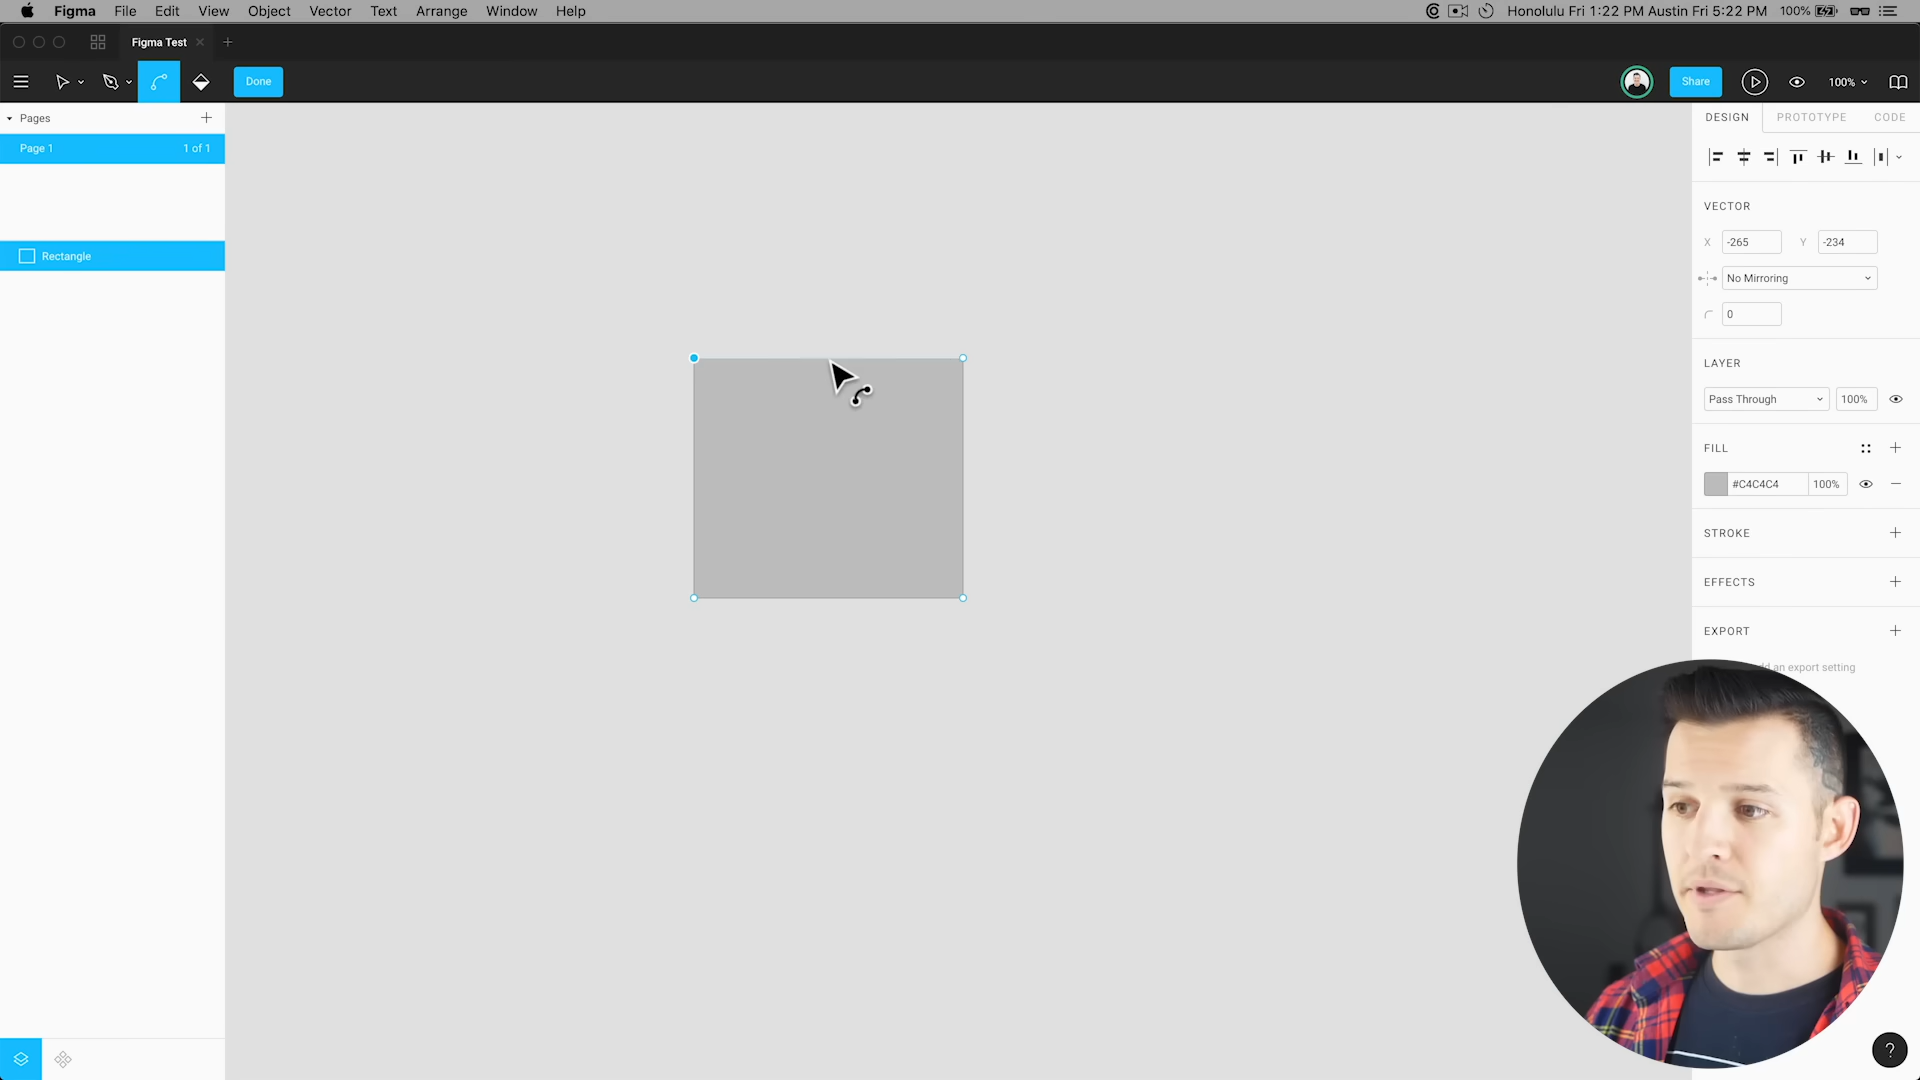 Figma File Edit View Object Vector Text Arrange Window Help Honolulu Fri 1:22 PM Austin Fri 5:22 PM 100%
Figma Test
Done Share 100%
Pages
DESIGN PROTOTYPE CODE
Page 1 1 of 1
VECTOR
X -265 Y -234
Rectangle
No Mirroring
0
LAYER
Pass Through 100%
FILL
#C4C4C4 100%
STROKE
EFFECTS
EXPORT
an export setting
?